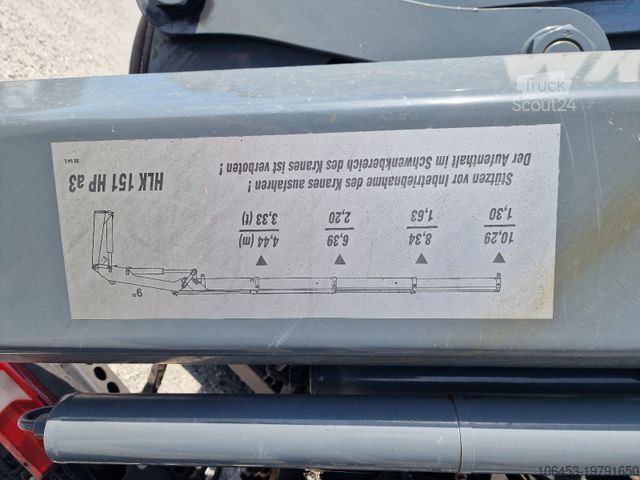 HLK 151 HP a3
Stützen vor Inbetriebnahme des Kranes ausfahren !
Der Aufenthalt im Schwenkbereich des Kranes ist verboten !
10,29 8,34 6,39 4,44 (m)
1,30 1,63 2,20 3,33 (t)
9°
Truck
Scout24
106453-19791650